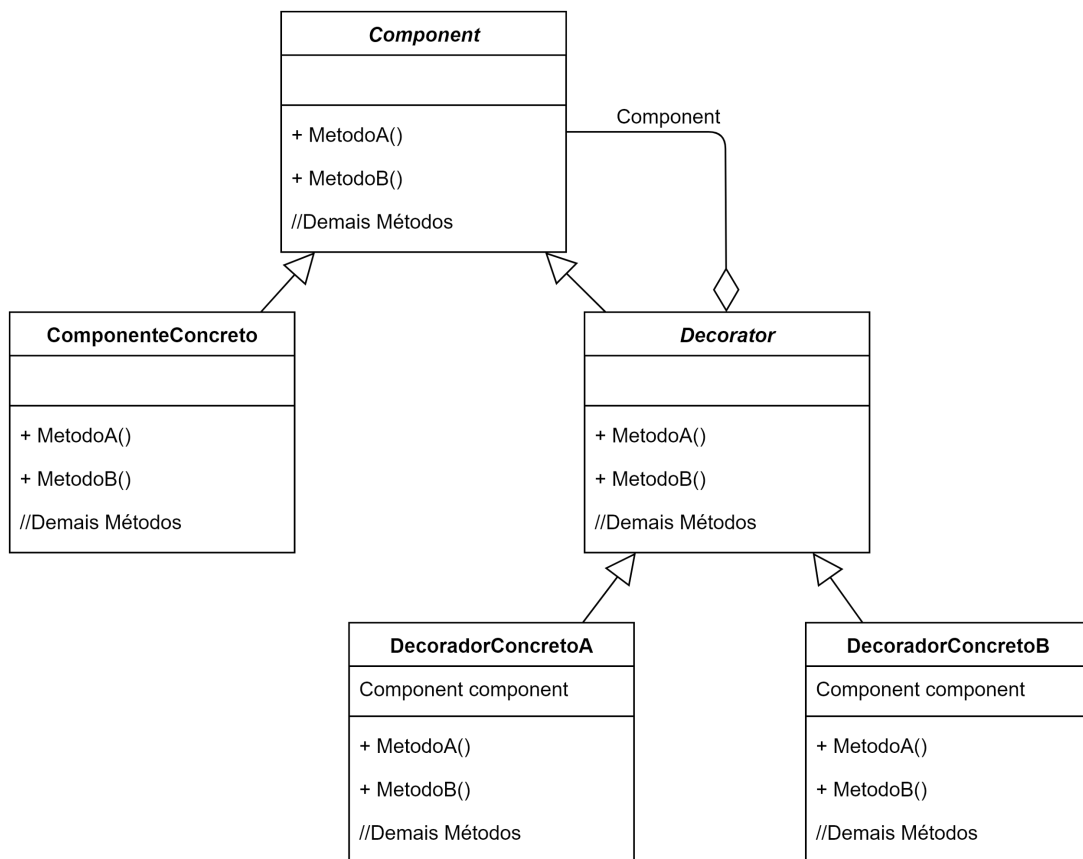 Component
+ MetodoA()
+ MetodoB()
//Demais Métodos
Component
ComponenteConcreto
+ MetodoA()
+ MetodoB()
//Demais Métodos
Decorator
+ MetodoA()
+ MetodoB()
//Demais Métodos
DecoradorConcretoA
Component component
+ MetodoA()
+ MetodoB()
//Demais Métodos
DecoradorConcretoB
Component component
+ MetodoA()
+ MetodoB()
//Demais Métodos